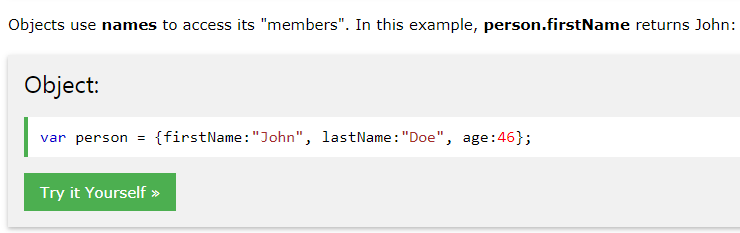 Objects use names to access its "members". In this example, person.firstName returns John:
Object:
var person = {firstName:"John", lastName:"Doe", age:46};
Try it Yourself »